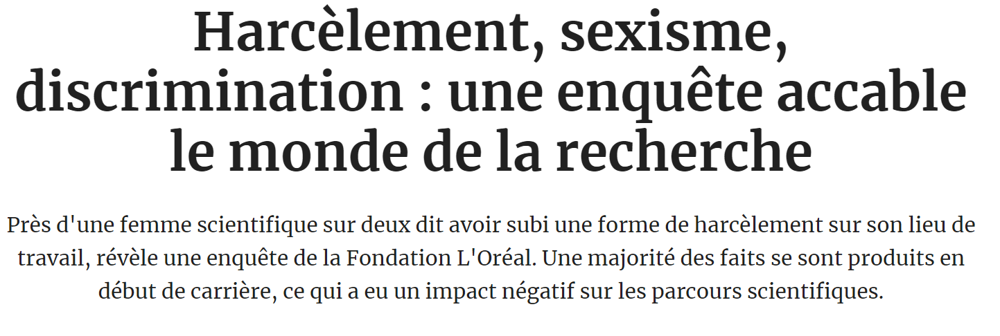 Harcèlement, sexisme,
discrimination : une enquête accable
le monde de la recherche
Près d'une femme scientifique sur deux dit avoir subi une forme de harcèlement sur son lieu de
travail, révèle une enquête de la Fondation L'Oréal. Une majorité des faits se sont produits en
début de carrière, ce qui a eu un impact négatif sur les parcours scientifiques.